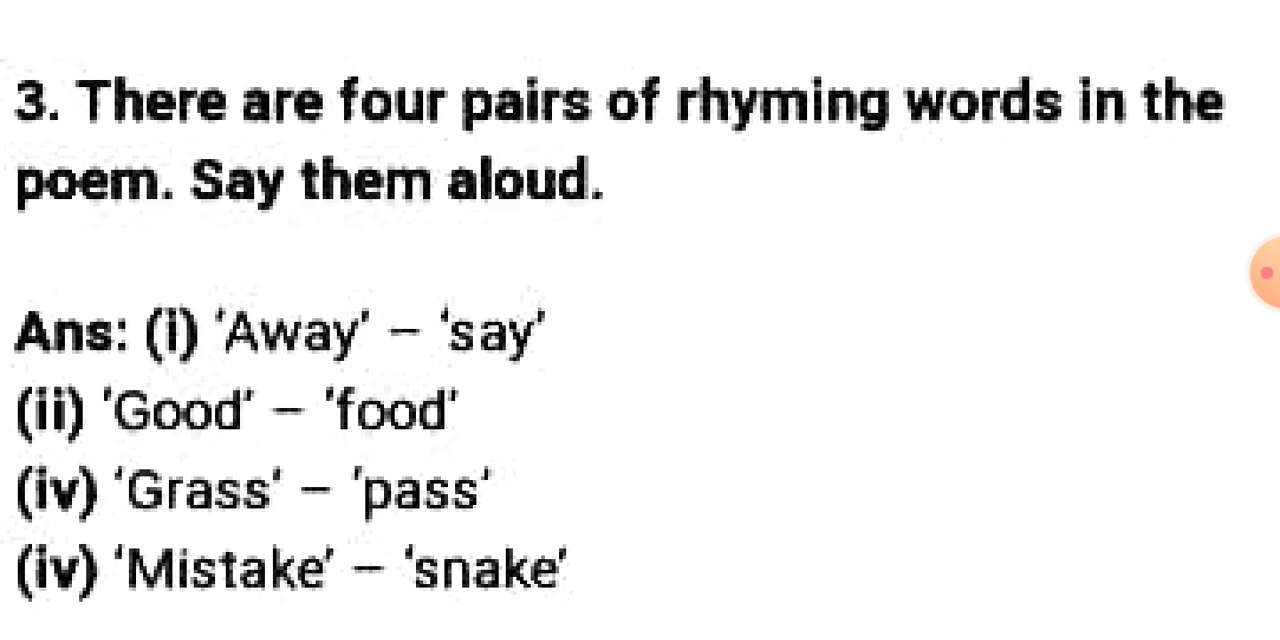 3. There are four pairs of rhyming words in the
poem. Say them aloud.
Ans: (i) ‘Away’ – ‘say’
(ii) ‘Good’ – ‘food’
(iv) ‘Grass’ – ‘pass’
(iv) ‘Mistake’ – ‘snake’